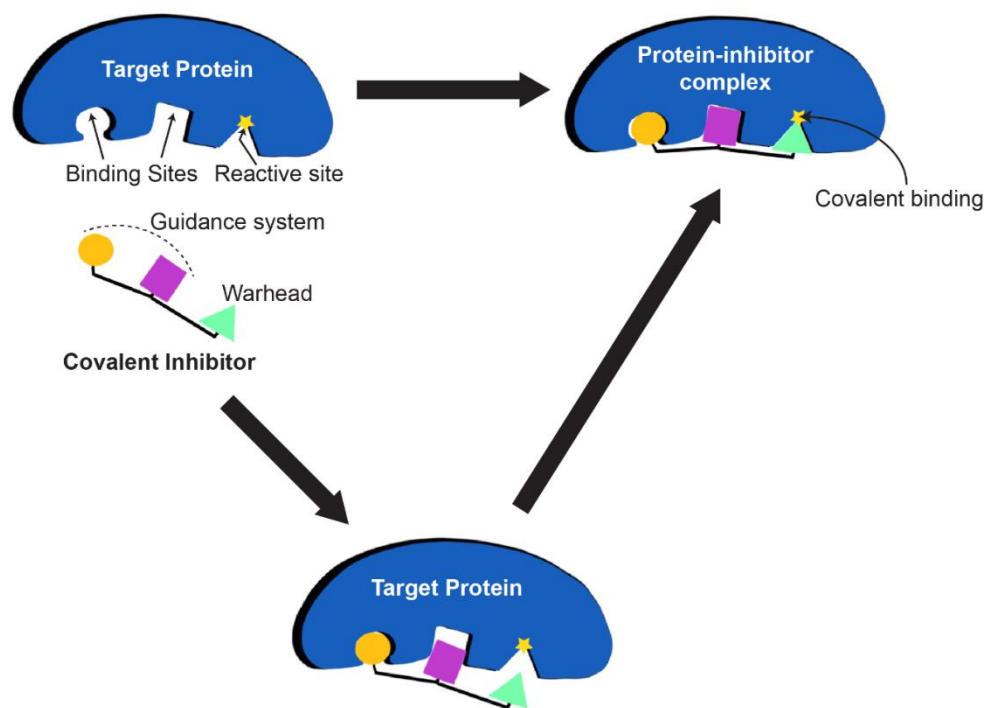 Target Protein
Protein-inhibitor
complex
Binding Sites
Reactive site
Covalent binding
Guidance system
Warhead
Covalent Inhibitor
Target Protein